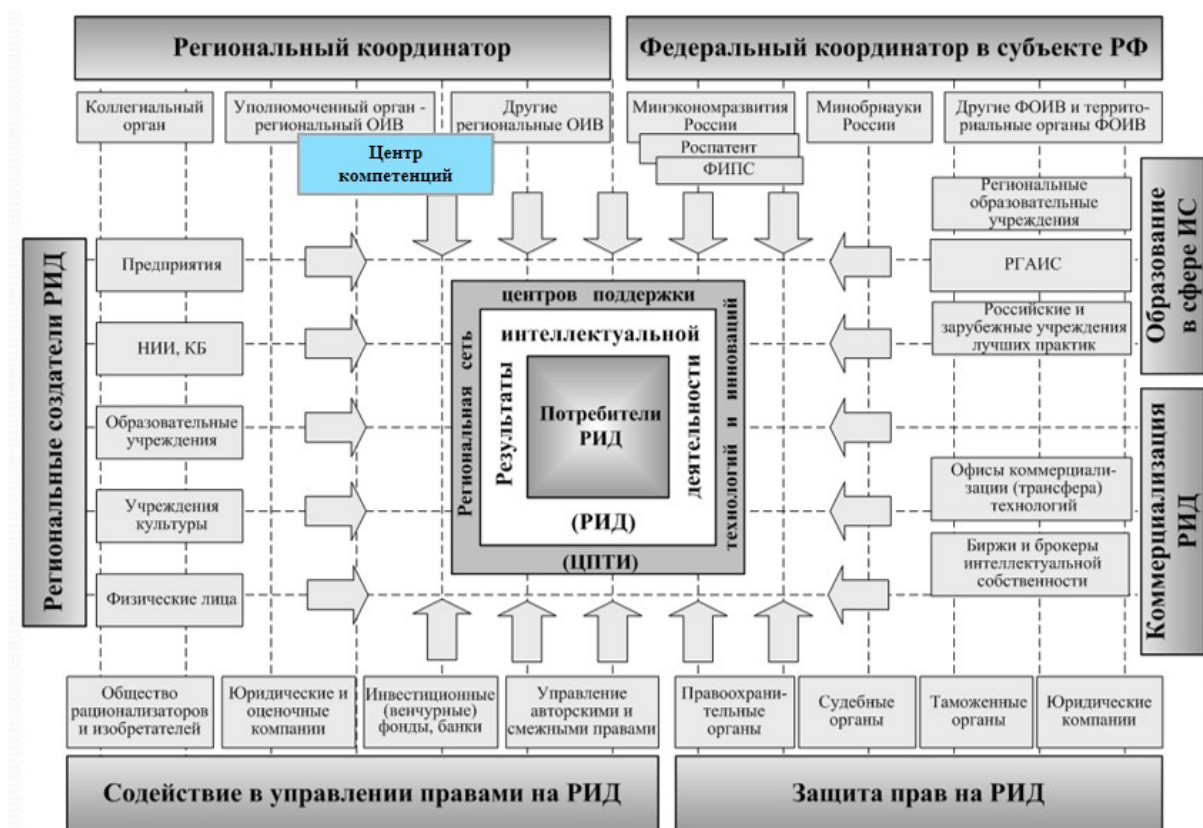 Региональный координатор
Федеральный координатор в субъекте РФ
Коллегиальный
орган
Уполномоченный орган -
региональный ОИВ
Другие
региональные ОИВ
Минэкономразвития
России
Минобрнауки
России
Другие ФОИВ и террито-
риальные органы ФОИВ
Центр
компетенций
Роспатент
ФИПС
Региональные
образовательные
учреждения
РГАИС
Российские и
зарубежные учреждения
лучших практик
Образование
в сфере ИС
Региональные создатели РИД
Предприятия
НИИ, КБ
Образовательные
учреждения
Учреждения
культуры
Физические лица
Региональная сеть
центров поддержки
технологий и инноваций
(ЦПТИ)
Результаты
интеллектуальной
деятельности
(РИД)
Потребители
РИД
Офисы коммерциали-
зации (трансфера)
технологий
Биржи и брокеры
интеллектуальной
собственности
Коммерциализация
РИД
Общество
рационализаторов
и изобретателей
Юридические и
оценочные
компании
Инвестиционные
(венчурные)
фонды, банки
Управление
авторскими и
смежными правами
Правоохрани-
тельные
органы
Судебные
органы
Таможенные
органы
Юридические
компании
Содействие в управлении правами на РИД
Защита прав на РИД